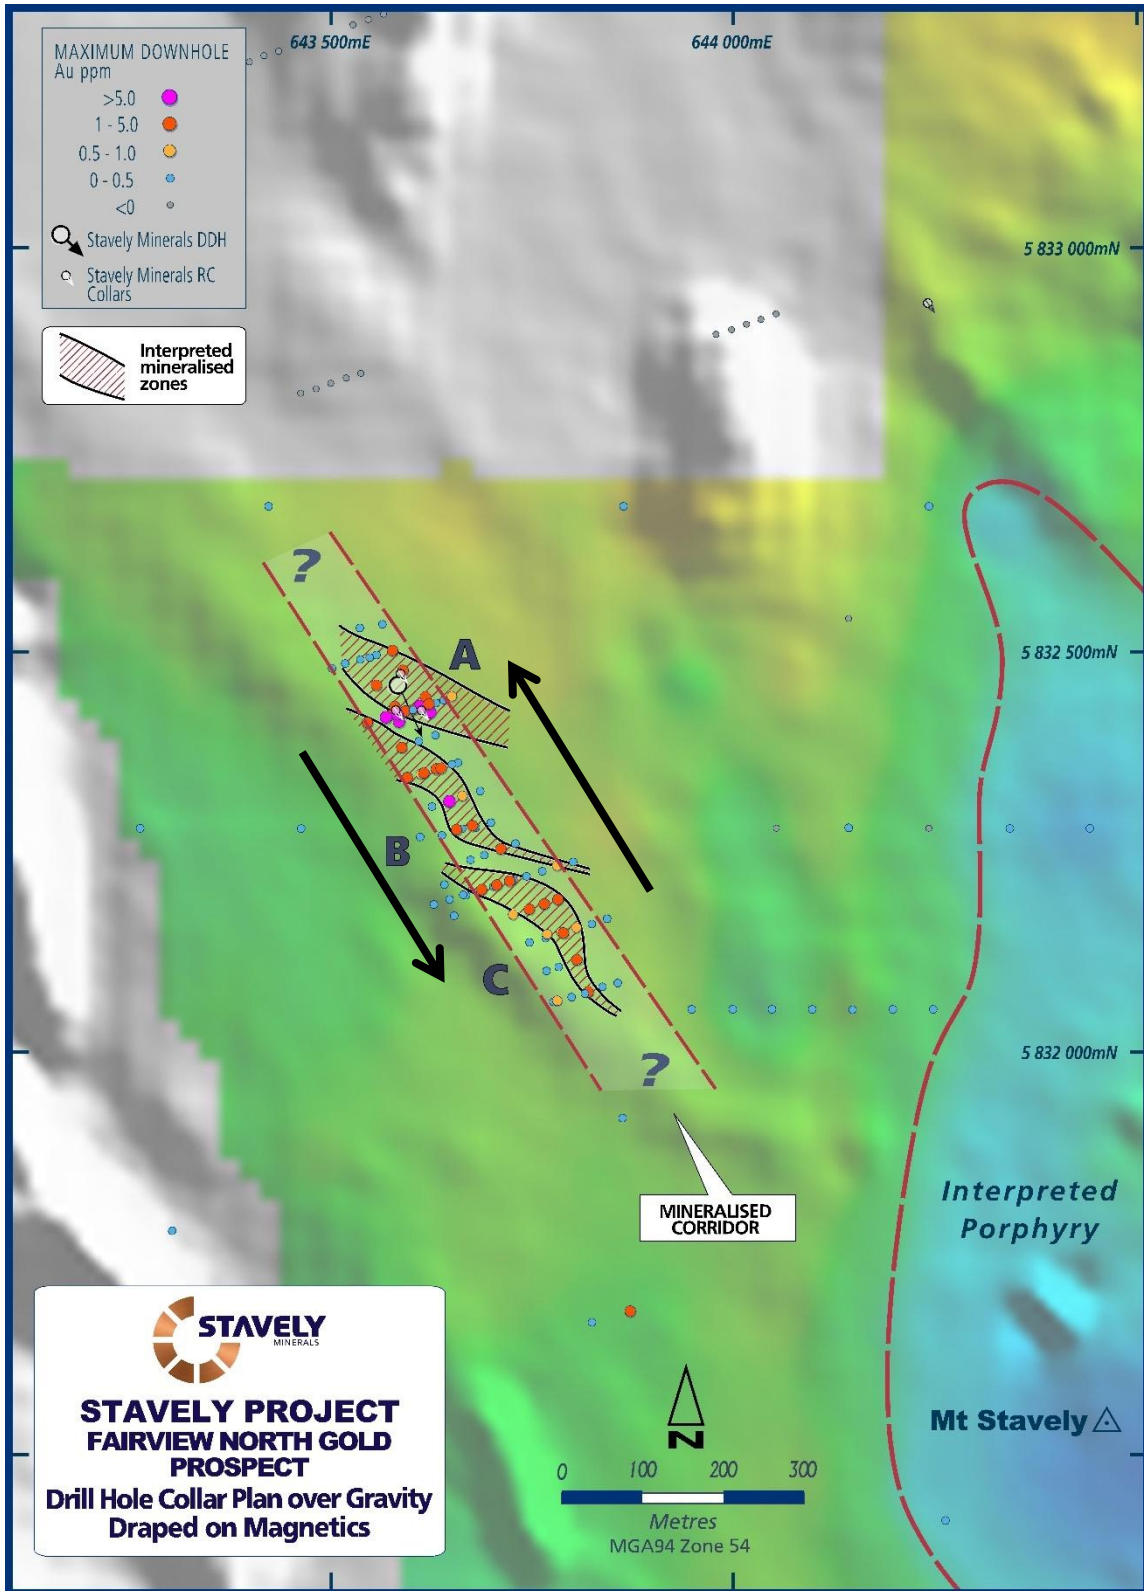 643 500mE
644 000mE
MAXIMUM DOWNHOLE
Au ppm
>5.0
1 - 5.0
0.5 - 1.0
0 - 0.5
<0
Stavely Minerals DDH
Stavely Minerals RC
Collars
Interpreted
mineralised
zones
5 833 000mN
?
A
5 832 500mN
B
C
5 832 000mN
?
MINERALISED
CORRIDOR
Interpreted
Porphyry
Mt Stavely
STAVELY
MINERALS
STAVELY PROJECT
FAIRVIEW NORTH GOLD
PROSPECT
Drill Hole Collar Plan over Gravity
Draped on Magnetics
N
0 100 200 300
Metres
MGA94 Zone 54